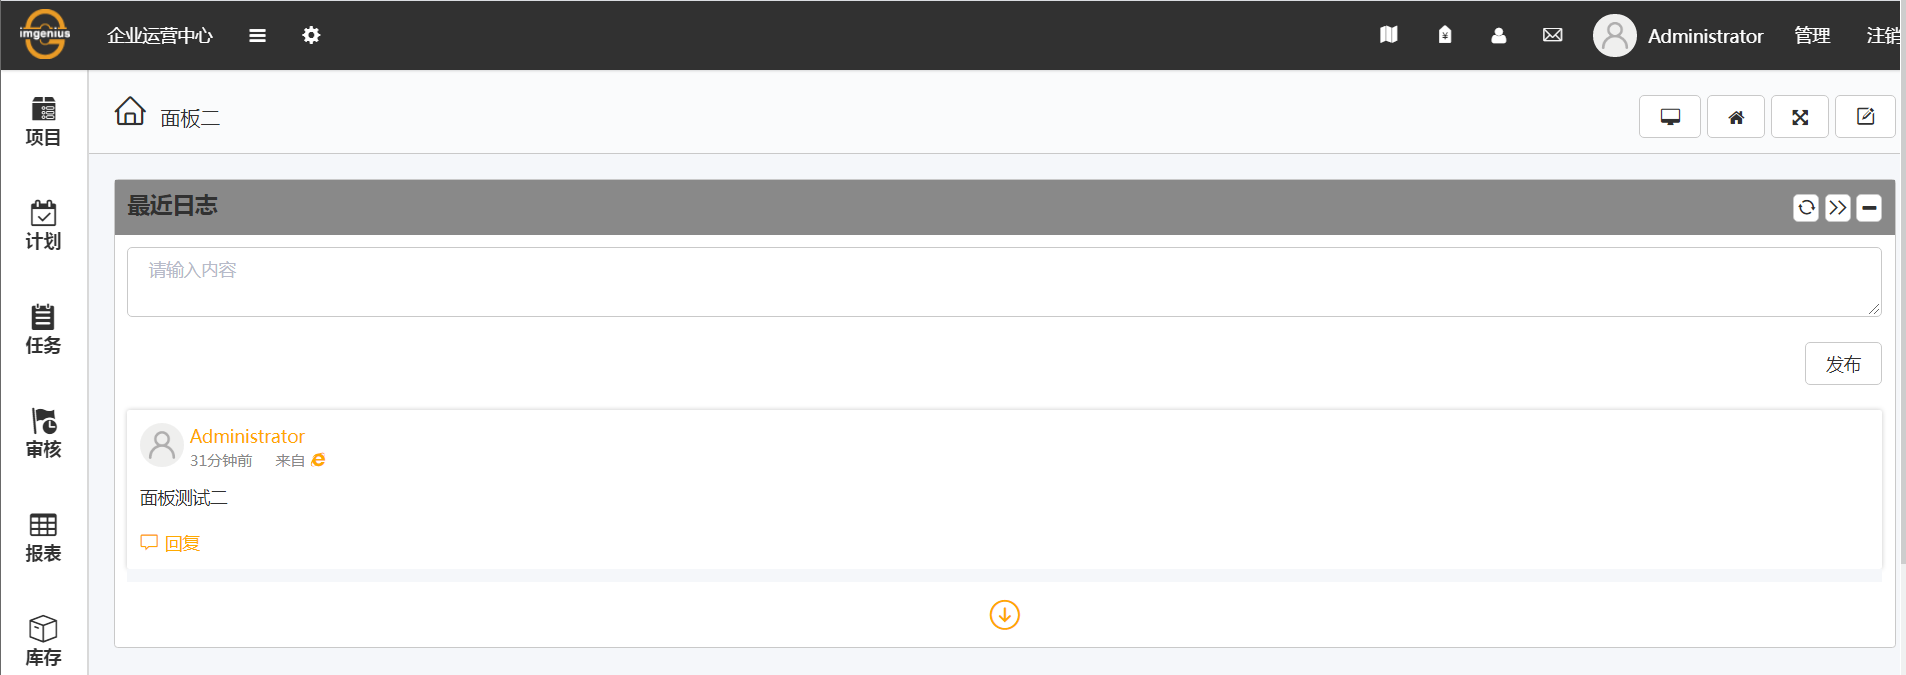 imgenius
企业运营中心
Administrator 管理 注销
面板二
项目
计划
任务
审核
报表
库存
最近日志
请输入内容
发布
Administrator
31分钟前 来自
面板测试二
回复